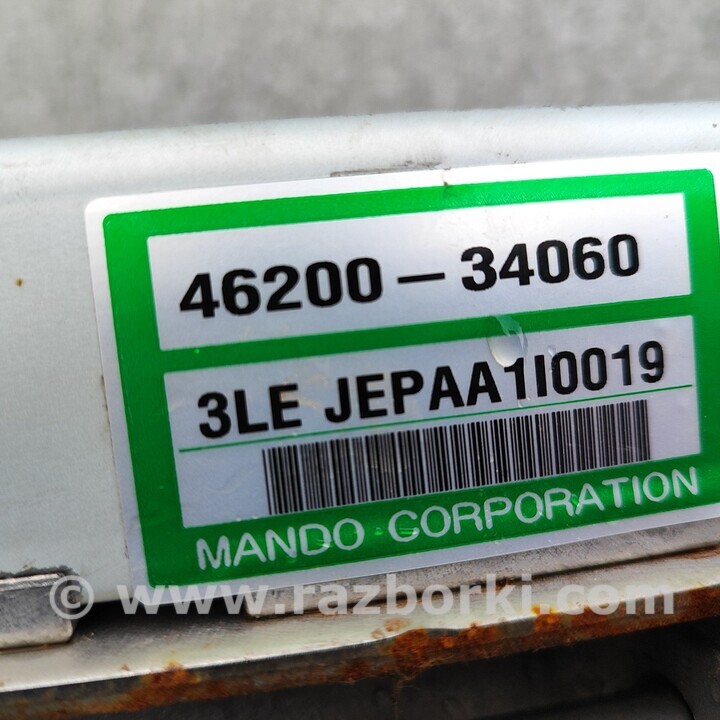 46200-34060
3LE JEPAA1I0019
MANDO CORPORATION
© www.razborki.com